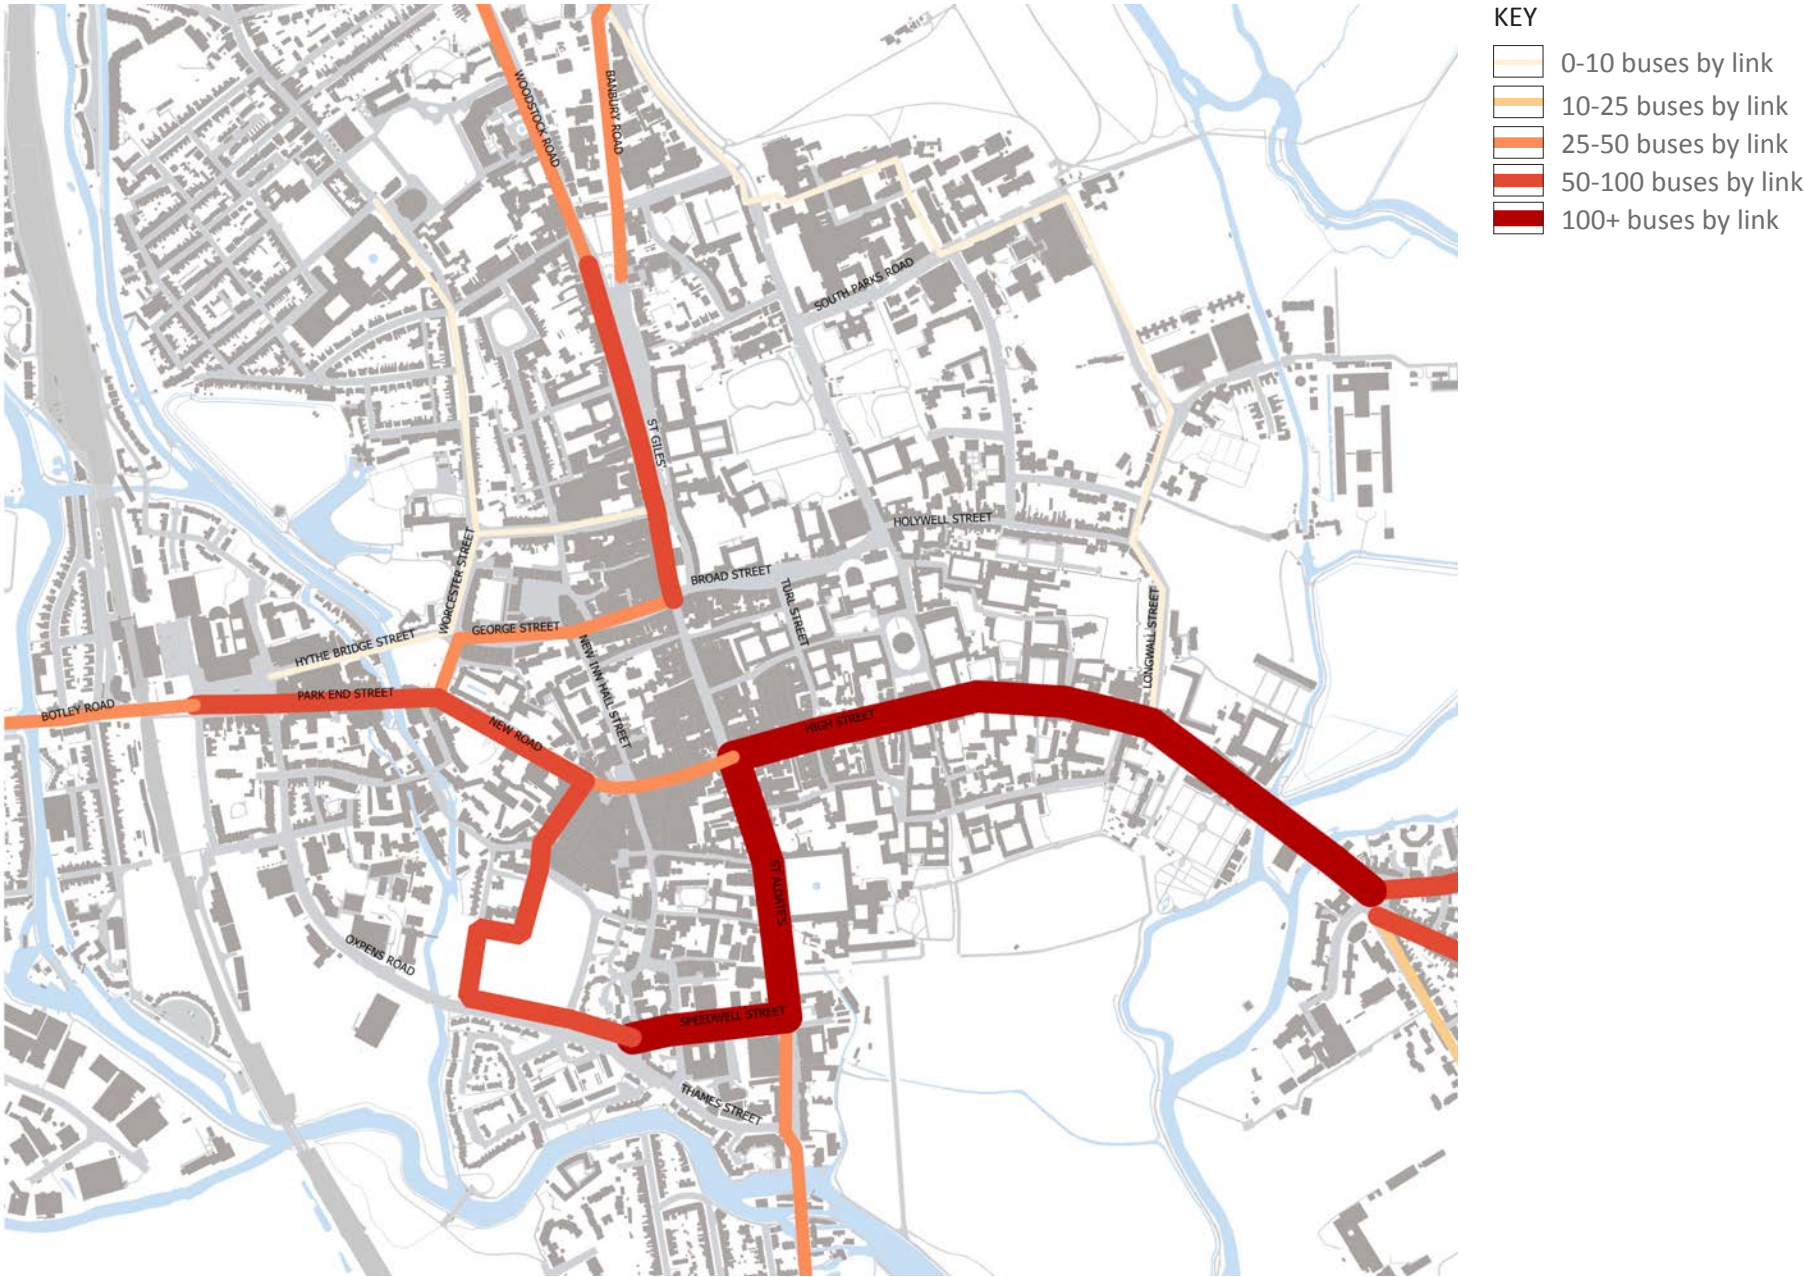 KEY
0-10 buses by link
10-25 buses by link
25-50 buses by link
50-100 buses by link
100+ buses by link
WOODSTOCK ROAD
BANBURY ROAD
SOUTH PARKS ROAD
ST GILES'
HOLYWELL STREET
WORCESTER STREET
BROAD STREET
TURL STREET
GEORGE STREET
HYTHE BRIDGE STREET
NEW INN HALL STREET
LONGWALL STREET
PARK END STREET
BOTLEY ROAD
NEW ROAD
HIGH STREET
ST ALDATE'S
OXPENS ROAD
SPEEDWELL STREET
THAMES STREET